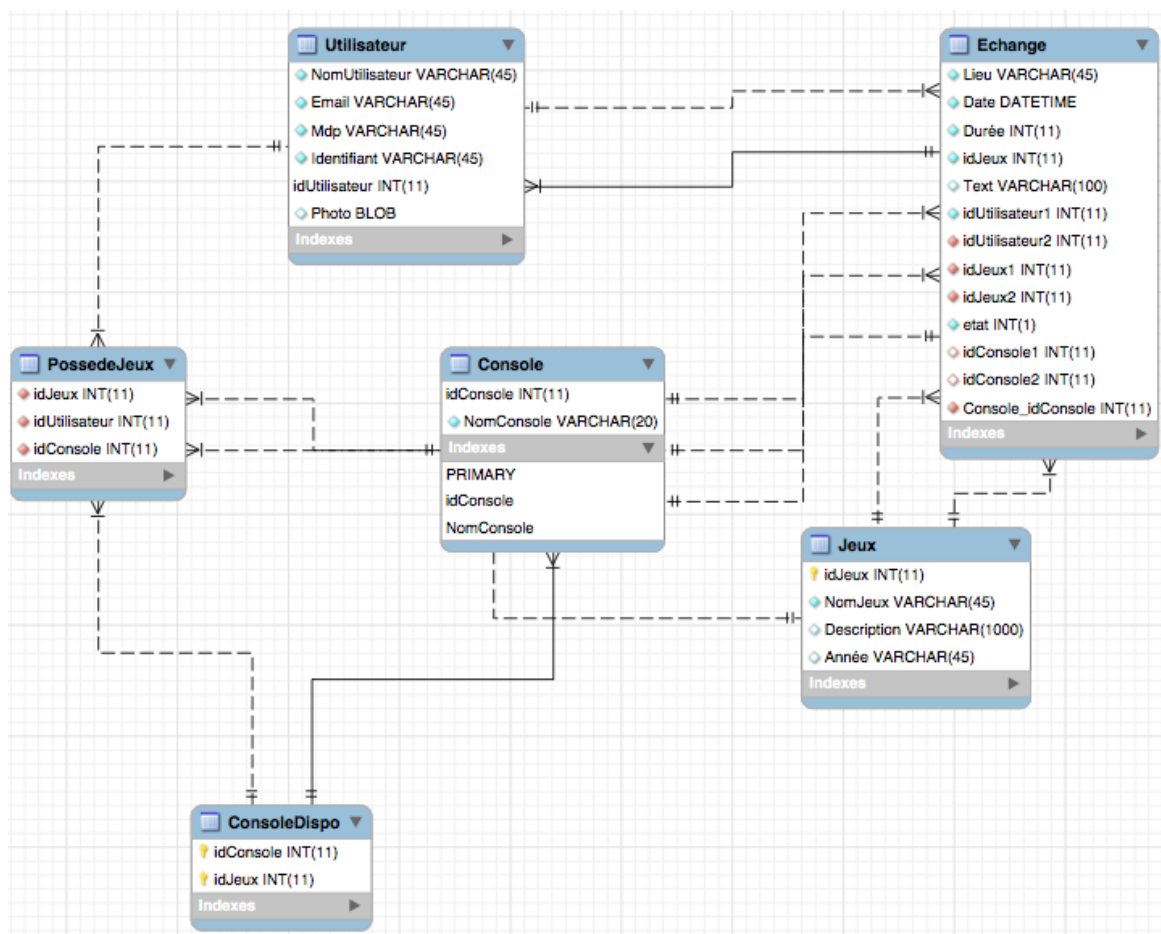 Utilisateur
NomUtilisateur VARCHAR(45)
Email VARCHAR(45)
Mdp VARCHAR(45)
Identifiant VARCHAR(45)
idUtilisateur INT(11)
Photo BLOB
Indexes
Echange
Lieu VARCHAR(45)
Date DATETIME
Durée INT(11)
idJeux INT(11)
Text VARCHAR(100)
idUtilisateur1 INT(11)
idUtilisateur2 INT(11)
idJeux1 INT(11)
idJeux2 INT(11)
etat INT(1)
idConsole1 INT(11)
idConsole2 INT(11)
Console_idConsole INT(11)
Indexes
PossedeJeux
idJeux INT(11)
idUtilisateur INT(11)
idConsole INT(11)
Indexes
Console
idConsole INT(11)
NomConsole VARCHAR(20)
Indexes
PRIMARY
idConsole
NomConsole
Jeux
idJeux INT(11)
NomJeux VARCHAR(45)
Description VARCHAR(1000)
Année VARCHAR(45)
Indexes
ConsoleDispo
idConsole INT(11)
idJeux INT(11)
Indexes